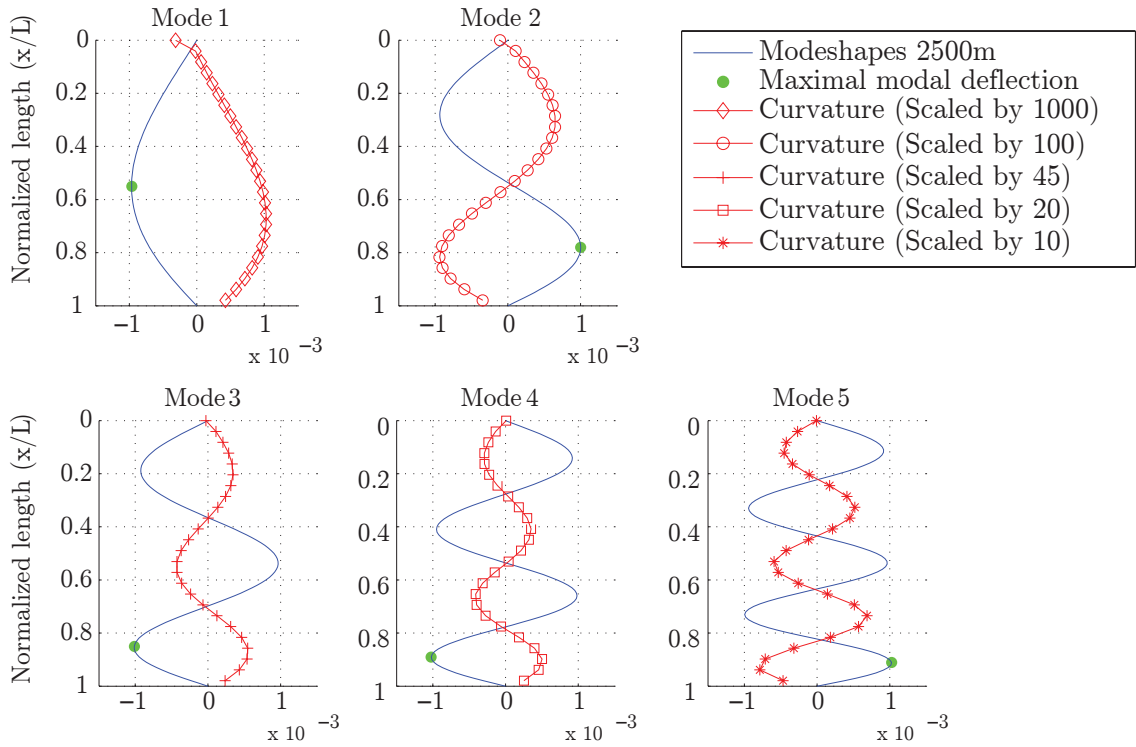 Mode 1
Normalized length (x/L)
0
0.2
0.4
0.6
0.8
1
−1 0 1
x 10 −3
Mode 2
0
0.2
0.4
0.6
0.8
1
−1 0 1
x 10 −3
Modeshapes 2500m
Maximal modal deflection
Curvature (Scaled by 1000)
Curvature (Scaled by 100)
Curvature (Scaled by 45)
Curvature (Scaled by 20)
Curvature (Scaled by 10)
Mode 3
Normalized length (x/L)
0
0.2
0.4
0.6
0.8
1
−1 0 1
x 10 −3
Mode 4
0
0.2
0.4
0.6
0.8
1
−1 0 1
x 10 −3
Mode 5
0
0.2
0.4
0.6
0.8
1
−1 0 1
x 10 −3